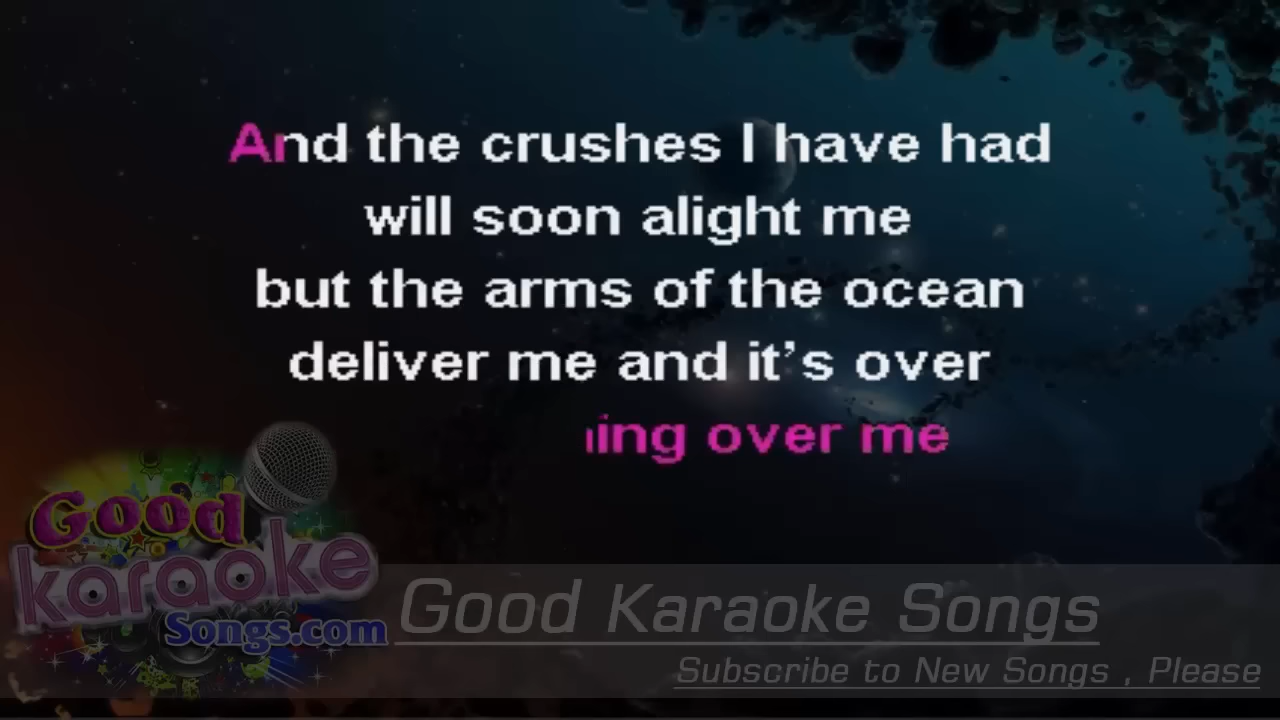 And the crushes I have had
will soon alight me
but the arms of the ocean
deliver me and it’s over
ing over me
Good
karaoke
Songs.com
Good Karaoke Songs
Subscribe to New Songs , Please